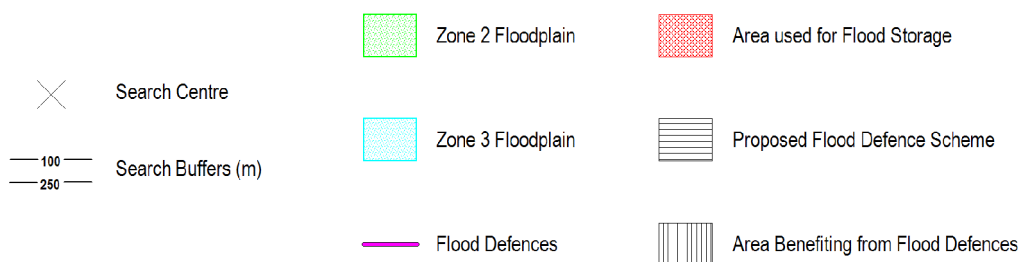 Search Centre
100
250
Search Buffers (m)
Zone 2 Floodplain
Zone 3 Floodplain
Flood Defences
Area used for Flood Storage
Proposed Flood Defence Scheme
Area Benefiting from Flood Defences